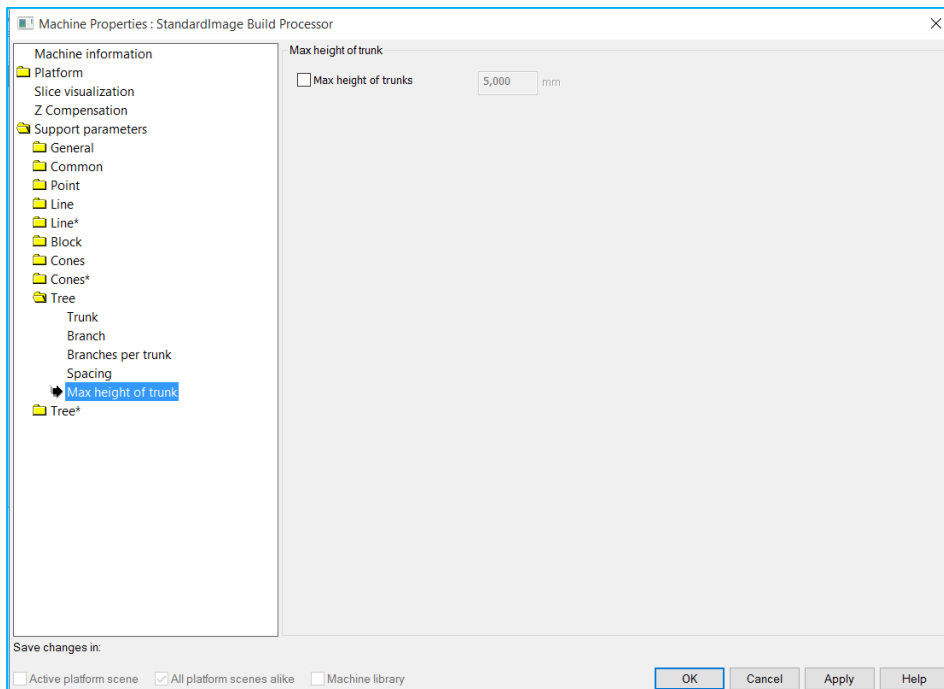 Machine Properties : StandardImage Build Processor
Machine information
Platform
Slice visualization
Z Compensation
Support parameters
General
Common
Point
Line
Line*
Block
Cones
Cones*
Tree
Trunk
Branch
Branches per trunk
Spacing
Max height of trunk
Tree*
Max height of trunk
Max height of trunks 5,000 mm
Save changes in:
Active platform scene All platform scenes alike Machine library
OK Cancel Apply Help